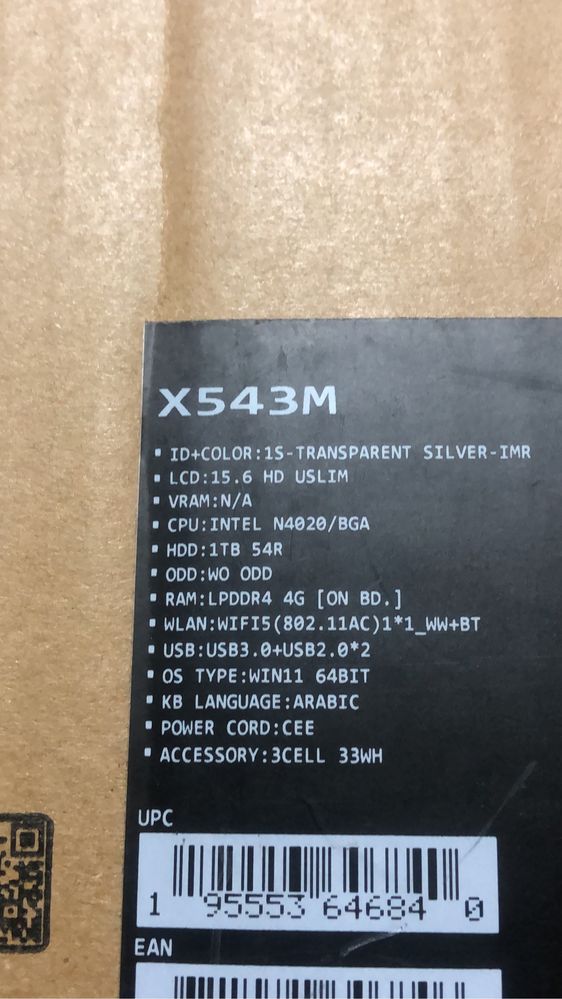 X543M
▪ ID+COLOR:1S-TRANSPARENT SILVER-IMR
▪ LCD:15.6 HD USLIM
▪ VRAM:N/A
▪ CPU:INTEL N4020/BGA
▪ HDD:1TB 54R
▪ ODD:WO ODD
▪ RAM:LPDDR4 4G [ON BD.]
▪ WLAN:WIFI5(802.11AC)1*1_WW+BT
▪ USB:USB3.0+USB2.0*2
▪ OS TYPE:WIN11 64BIT
▪ KB LANGUAGE:ARABIC
▪ POWER CORD:CEE
▪ ACCESSORY:3CELL 33WH
UPC
1 95553 64684 0
EAN